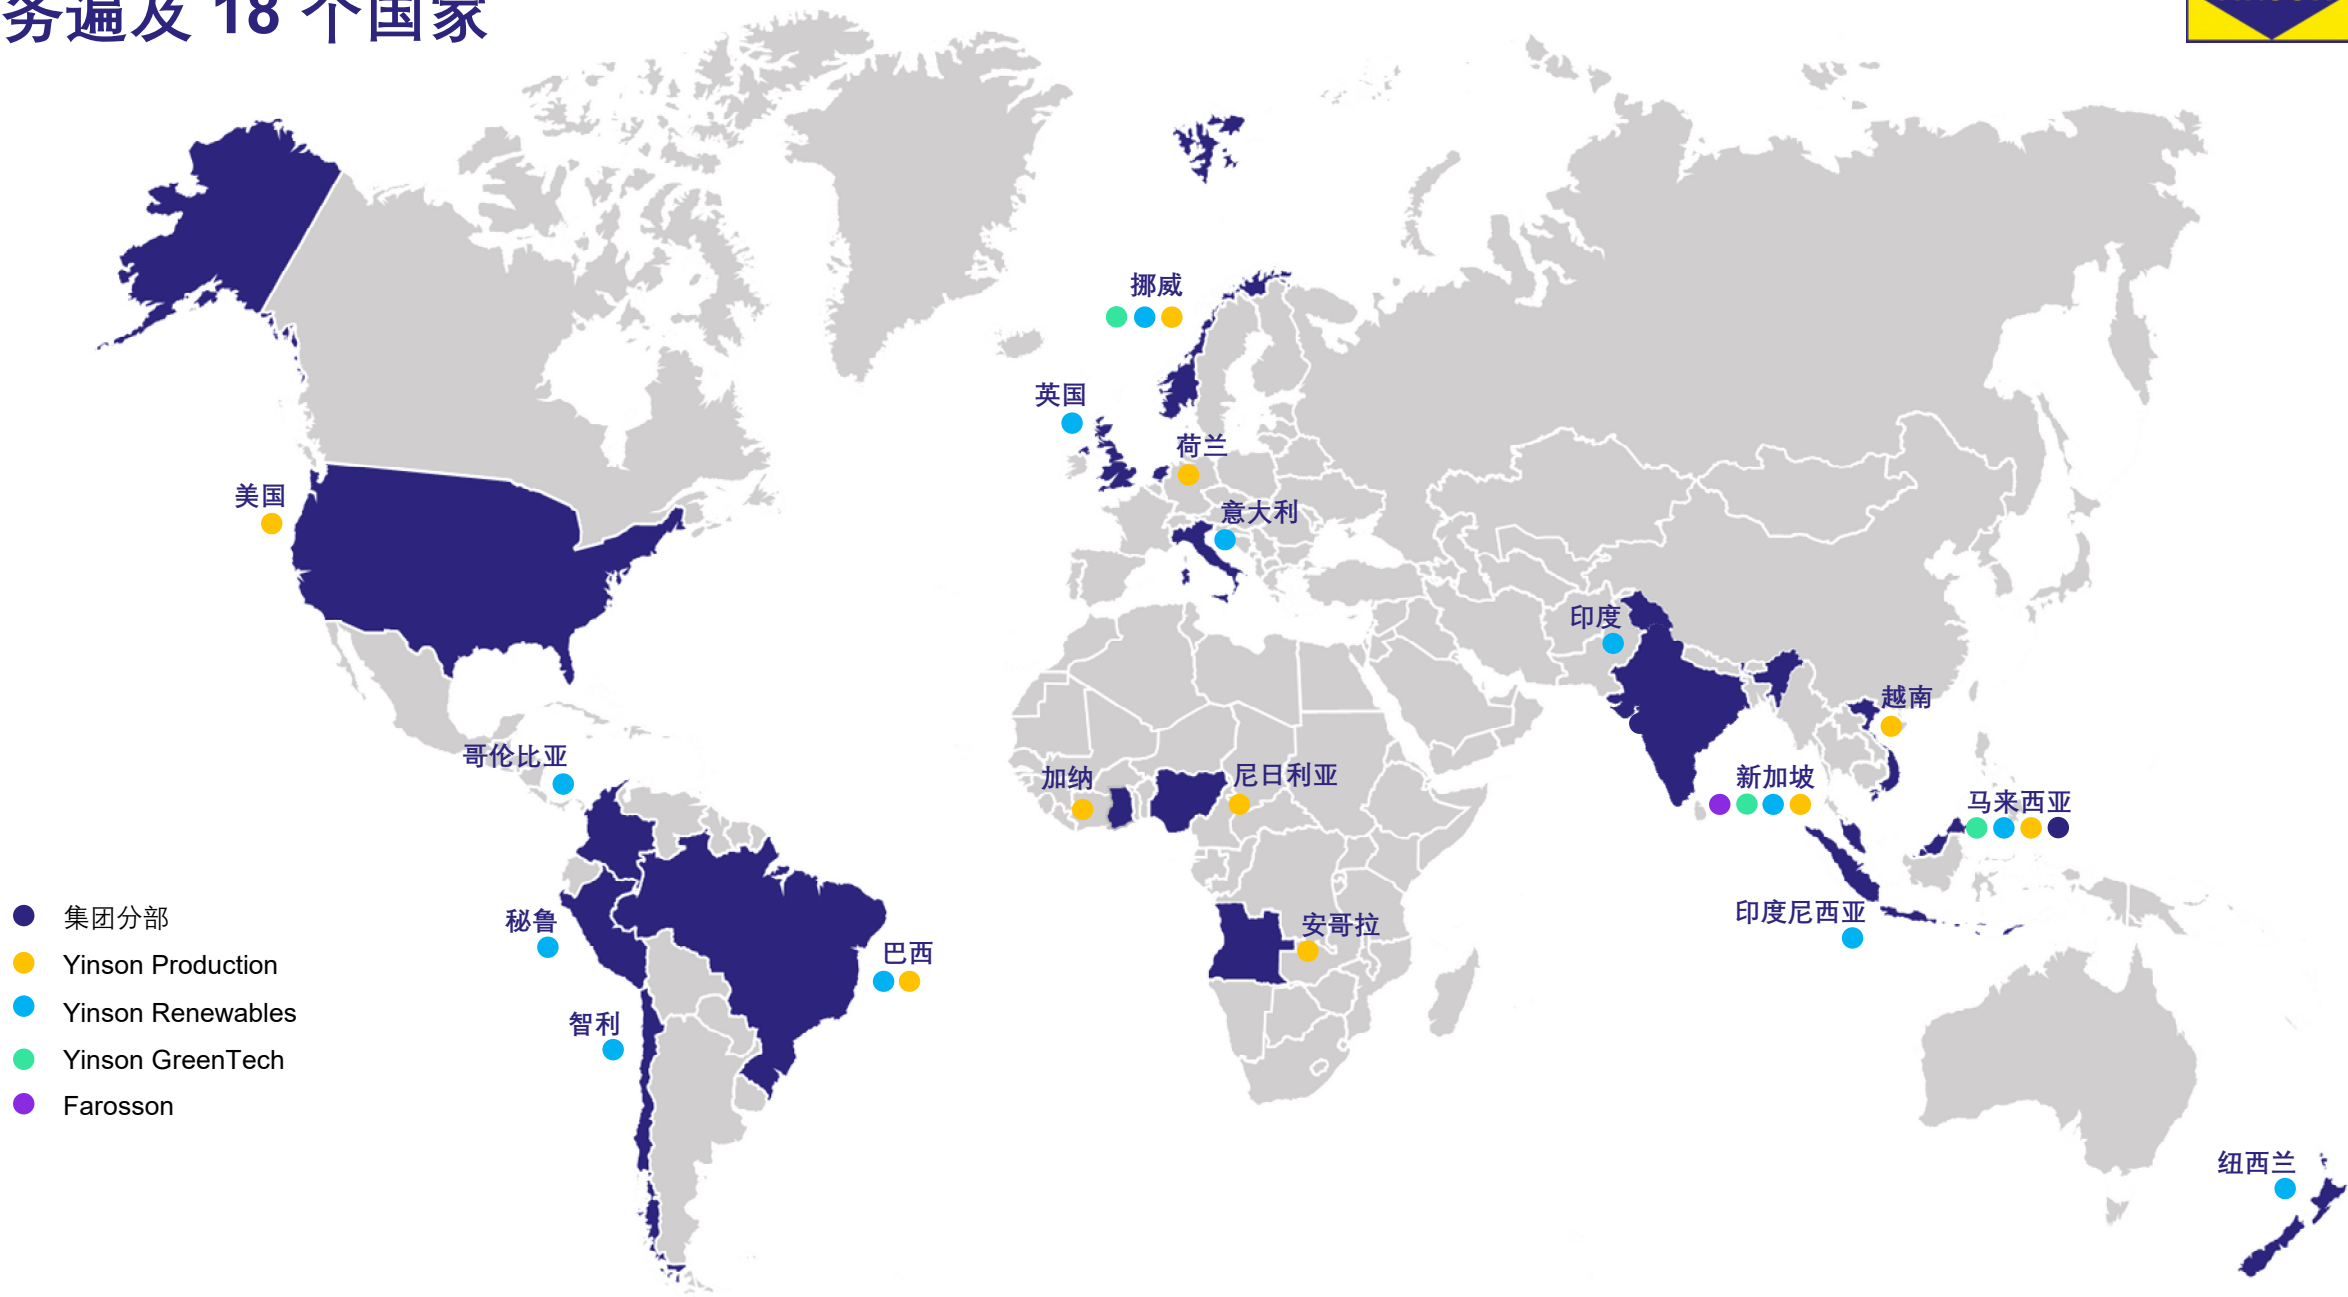 务遍及 18 个国家
挪威
英国
荷兰
美国
意大利
印度
越南
哥伦比亚
加纳
尼日利亚
新加坡
马来西亚
秘鲁
巴西
安哥拉
印度尼西亚
智利
纽西兰
集团分部
Yinson Production
Yinson Renewables
Yinson GreenTech
Farosson